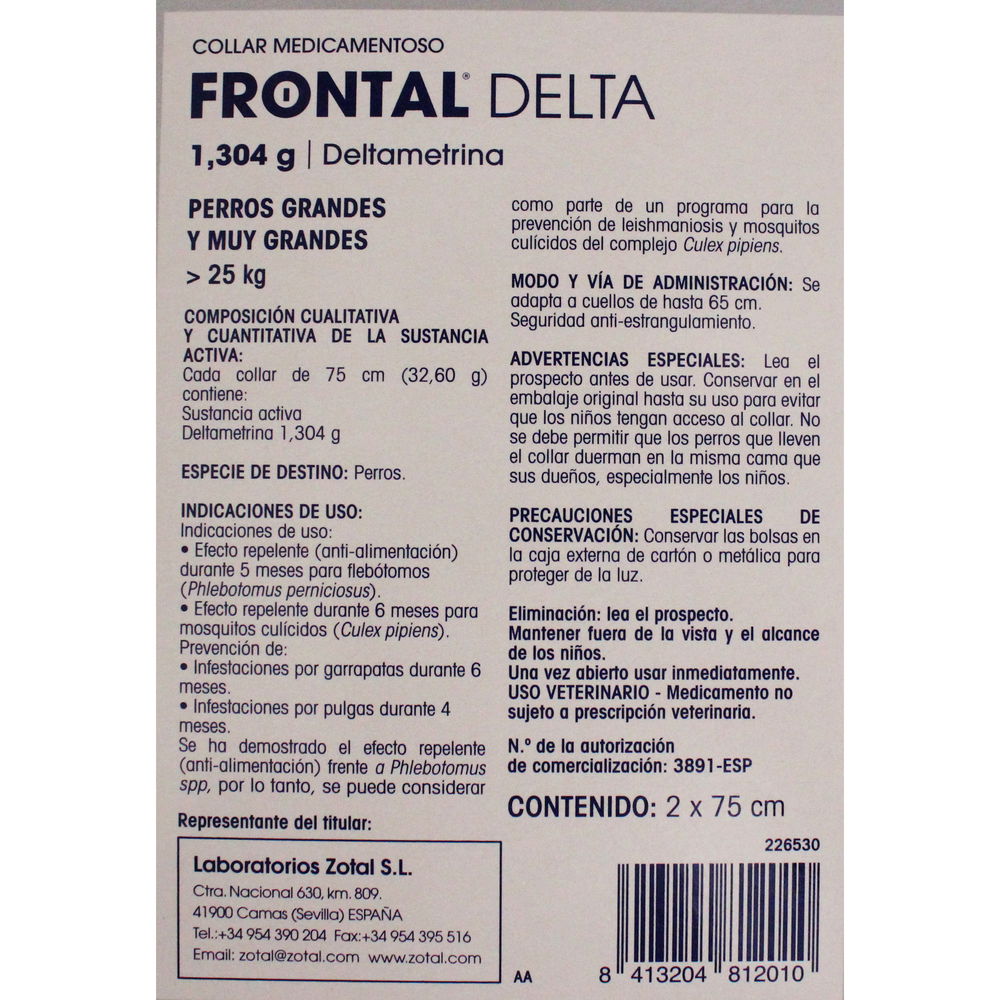 COLLAR MEDICAMENTOSO
FRONTAL® DELTA
1,304 g | Deltametrina
PERROS GRANDES
Y MUY GRANDES
> 25 kg
COMPOSICIÓN CUALITATIVA
Y CUANTITATIVA DE LA SUSTANCIA
ACTIVA:
Cada collar de 75 cm (32,60 g)
contiene:
Sustancia activa
Deltametrina 1,304 g
ESPECIE DE DESTINO: Perros.
INDICACIONES DE USO:
Indicaciones de uso:
• Efecto repelente (anti-alimentación)
durante 5 meses para flebótomos
(Phlebotomus perniciosus).
• Efecto repelente durante 6 meses para
mosquitos culícidos (Culex pipiens).
Prevención de:
• Infestaciones por garrapatas durante 6
meses.
• Infestaciones por pulgas durante 4
meses.
Se ha demostrado el efecto repelente
(anti-alimentación) frente a Phlebotomus
spp, por lo tanto, se puede considerar
como parte de un programa para la
prevención de leishmaniosis y mosquitos
culícidos del complejo Culex pipiens.
MODO Y VÍA DE ADMINISTRACIÓN: Se
adapta a cuellos de hasta 65 cm.
Seguridad anti-estrangulamiento.
ADVERTENCIAS ESPECIALES: Lea el
prospecto antes de usar. Conservar en el
embalaje original hasta su uso para evitar
que los niños tengan acceso al collar. No
se debe permitir que los perros que lleven
el collar duerman en la misma cama que
sus dueños, especialmente los niños.
PRECAUCIONES ESPECIALES DE
CONSERVACIÓN: Conservar las bolsas en
la caja externa de cartón o metálica para
proteger de la luz.
Eliminación: lea el prospecto.
Mantener fuera de la vista y el alcance
de los niños.
Una vez abierto usar inmediatamente.
USO VETERINARIO - Medicamento no
sujeto a prescripción veterinaria.
N.º de la autorización
de comercialización: 3891-ESP
CONTENIDO: 2 x 75 cm
Representante del titular:
Laboratorios Zotal S.L.
Ctra. Nacional 630, km. 809.
41900 Camas (Sevilla) ESPAÑA
Tel.:+34 954 390 204 Fax:+34 954 395 516
Email: zotal@zotal.com www.zotal.com
226530
AA
8 413204 812010